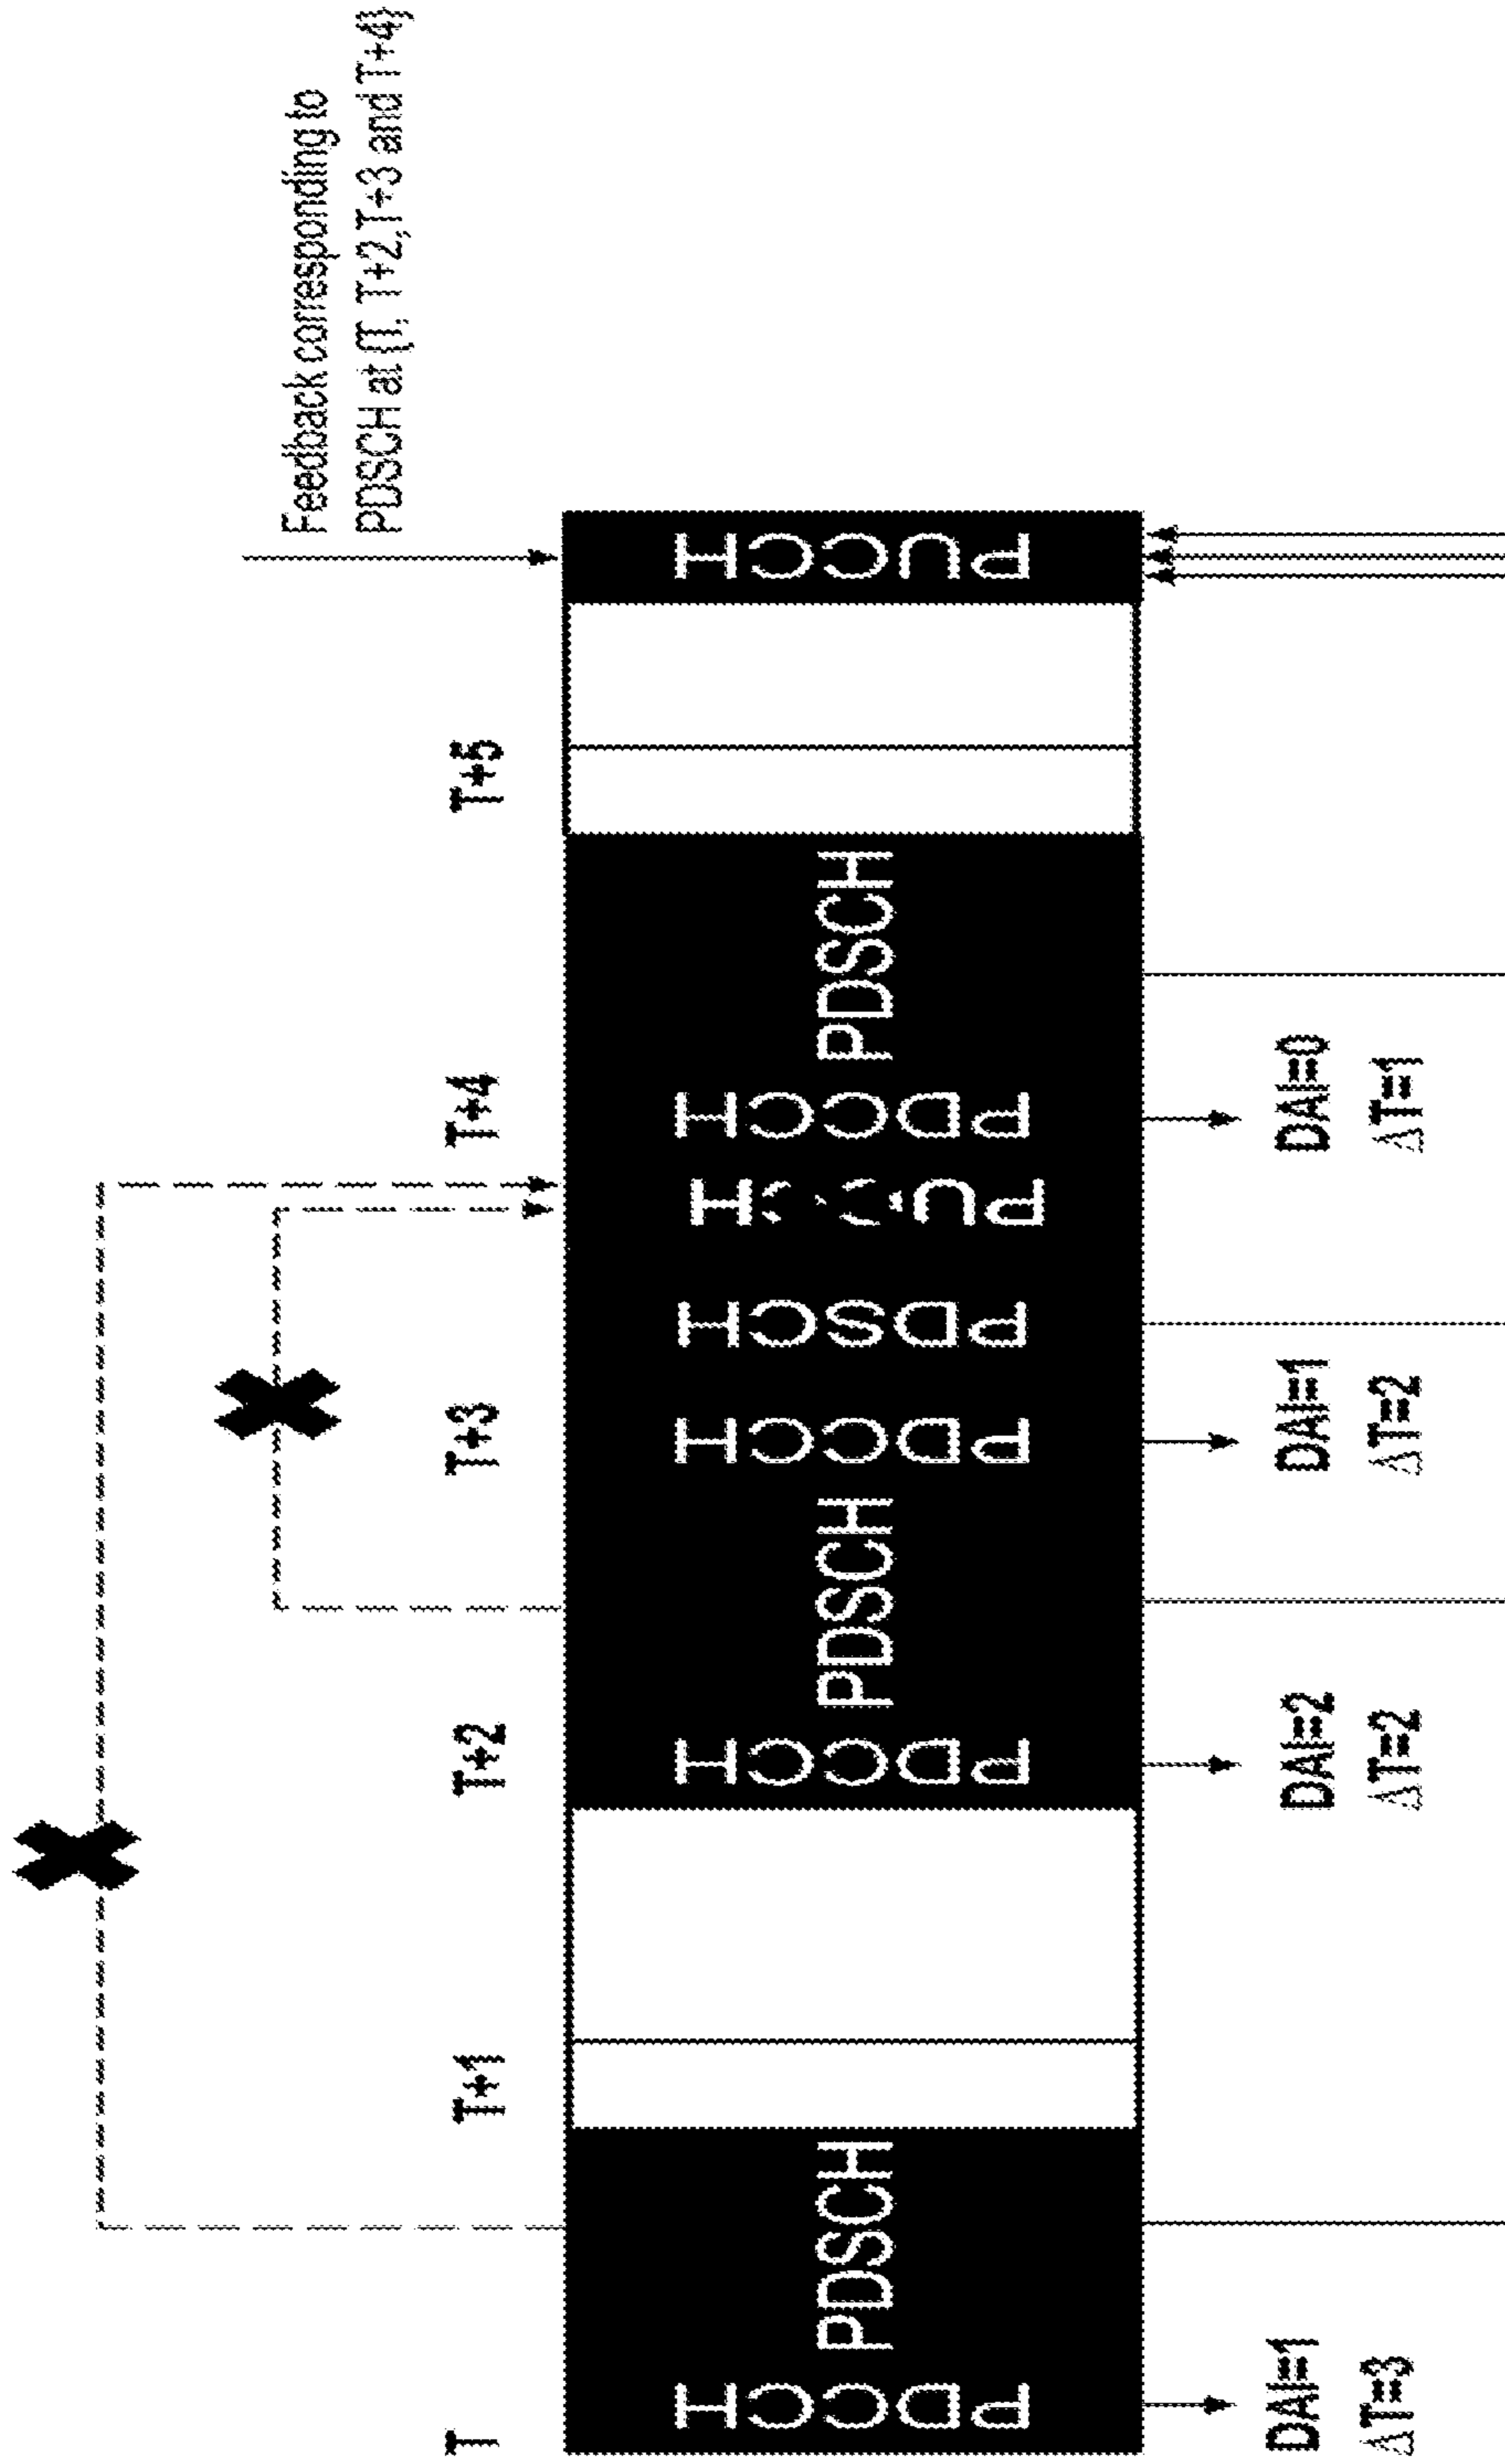 Feedback corresponding to
PDSCH at {T, T+2,T+3 and T+4}
T
T+1
T+2
T+3
T+4
T+5
PDCCH
PDSCH
PDCCH
PDSCH
PDCCH
PDSCH
PDCCH
PDSCH
PUCCH
DAI=1
ΔT=3
DAI=2
ΔT=2
DAI=1
ΔT=2
DAI=0
ΔT=1